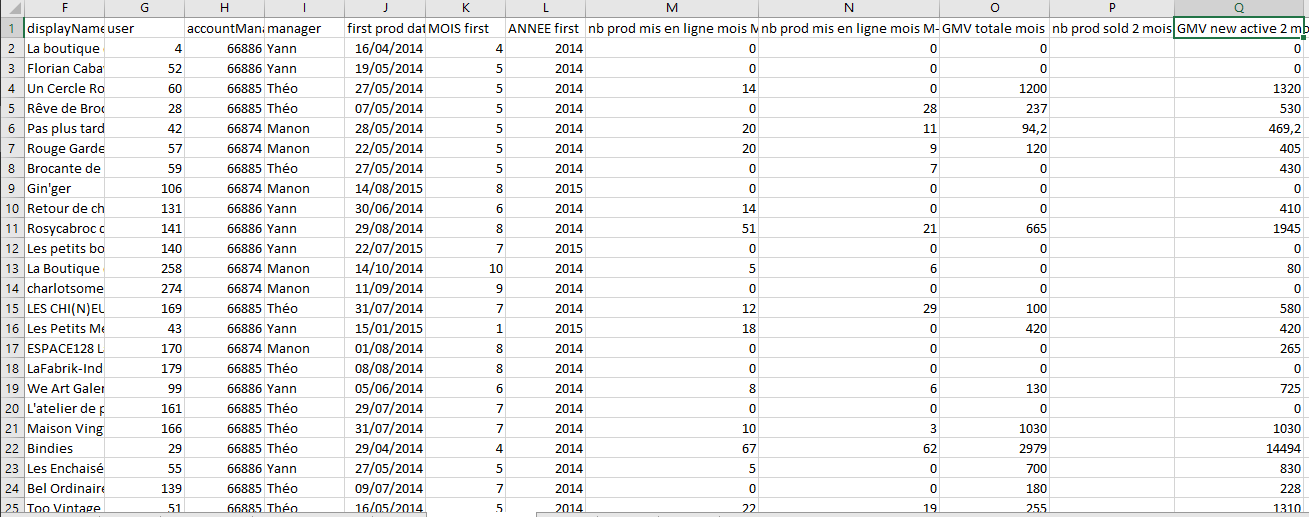 F G H I J K L M N O P Q
1 displayName user accountMana manager first prod dat MOIS first ANNEE first nb prod mis en ligne mois M nb prod mis en ligne mois M- GMV totale mois nb prod sold 2 mois GMV new active 2 mo
2 La boutique 4 66886 Yann 16/04/2014 4 2014 0 0 0 0
3 Florian Caba 52 66886 Yann 19/05/2014 5 2014 0 0 0 0
4 Un Cercle Ro 60 66885 Théo 27/05/2014 5 2014 14 0 1200 1320
5 Rêve de Broc 28 66885 Théo 07/05/2014 5 2014 0 28 237 530
6 Pas plus tard 42 66874 Manon 28/05/2014 5 2014 20 11 94,2 469,2
7 Rouge Garde 57 66874 Manon 22/05/2014 5 2014 20 9 120 405
8 Brocante de 59 66885 Théo 27/05/2014 5 2014 0 7 0 430
9 Gin'ger 106 66874 Manon 14/08/2015 8 2015 0 0 0 0
10 Retour de ch 131 66886 Yann 30/06/2014 6 2014 14 0 0 410
11 Rosycabroc d 141 66886 Yann 29/08/2014 8 2014 51 21 665 1945
12 Les petits bo 140 66886 Yann 22/07/2015 7 2015 0 0 0 0
13 La Boutique 258 66874 Manon 14/10/2014 10 2014 5 6 0 80
14 charlotsome 274 66874 Manon 11/09/2014 9 2014 0 0 0 0
15 LES CHI(N)EU 169 66885 Théo 31/07/2014 7 2014 12 29 100 580
16 Les Petits Me 43 66886 Yann 15/01/2015 1 2015 18 0 420 420
17 ESPACE128 L 170 66874 Manon 01/08/2014 8 2014 0 0 0 265
18 LaFabrik-Ind 179 66885 Théo 08/08/2014 8 2014 0 0 0 0
19 We Art Galer 99 66886 Yann 05/06/2014 6 2014 8 6 130 725
20 L'atelier de p 161 66885 Théo 29/07/2014 7 2014 0 0 0 0
21 Maison Ving 166 66885 Théo 31/07/2014 7 2014 10 3 1030 1030
22 Bindies 29 66885 Théo 29/04/2014 4 2014 67 62 2979 14494
23 Les Enchaisé 55 66886 Yann 27/05/2014 5 2014 5 0 700 830
24 Bel Ordinaire 139 66885 Théo 09/07/2014 7 2014 0 0 180 228
25 Too Vintage 51 66885 Théo 16/05/2014 5 2014 22 19 255 1310